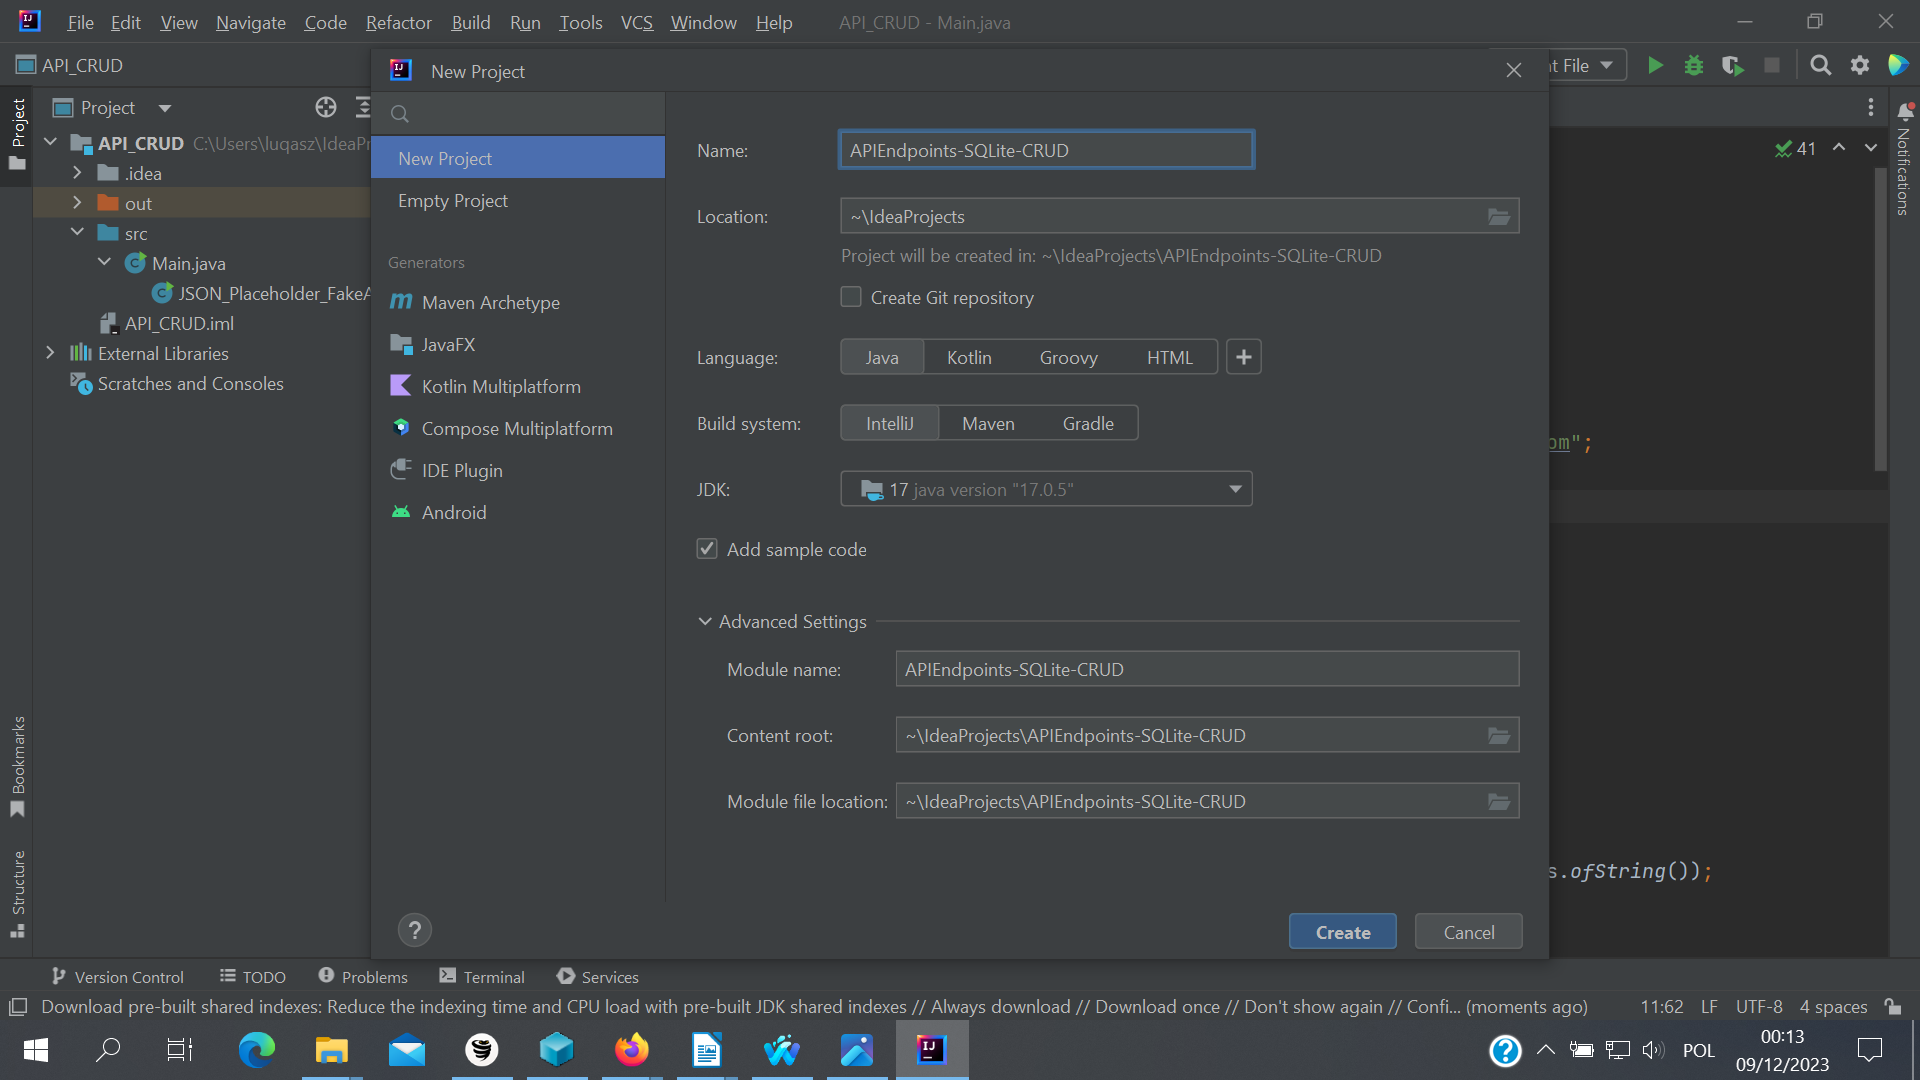 File Edit View Navigate Code Refactor Build Run Tools VCS Window Help API_CRUD - Main.java
API_CRUD
New Project
nt File
Project
Project
API_CRUD C:\Users\luqasz\IdeaPr
.idea
out
src
Main.java
JSON_Placeholder_FakeA
API_CRUD.iml
External Libraries
Scratches and Consoles
Bookmarks
Structure
New Project
Empty Project
Generators
Maven Archetype
JavaFX
Kotlin Multiplatform
Compose Multiplatform
IDE Plugin
Android
Name: APIEndpoints-SQLite-CRUD
Location: ~\IdeaProjects
Project will be created in: ~\IdeaProjects\APIEndpoints-SQLite-CRUD
Create Git repository
Language: Java Kotlin Groovy HTML +
Build system: IntelliJ Maven Gradle
JDK: 17 java version "17.0.5"
Add sample code
Advanced Settings
Module name: APIEndpoints-SQLite-CRUD
Content root: ~\IdeaProjects\APIEndpoints-SQLite-CRUD
Module file location: ~\IdeaProjects\APIEndpoints-SQLite-CRUD
? Create Cancel
41
Notifications
om";
s.ofString());
Version Control TODO Problems Terminal Services
Download pre-built shared indexes: Reduce the indexing time and CPU load with pre-built JDK shared indexes // Always download // Download once // Don't show again // Confi... (moments ago) 11:62 LF UTF-8 4 spaces
POL
00:13
09/12/2023